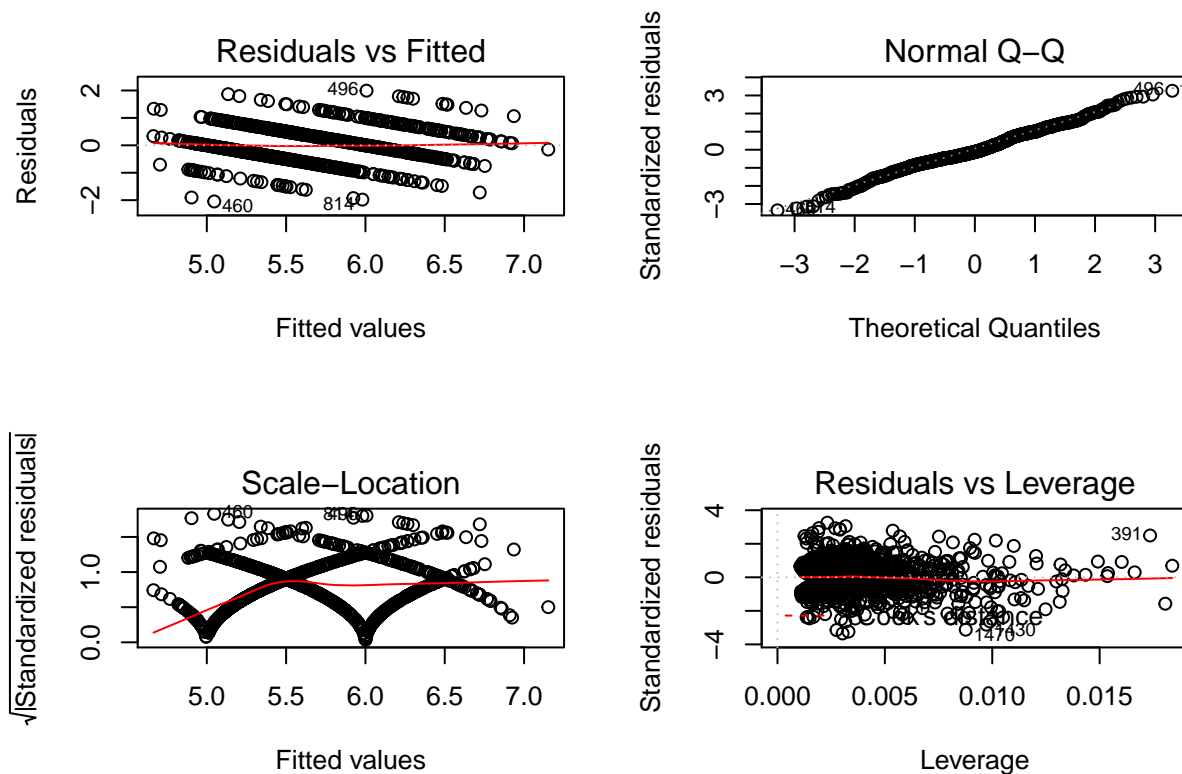 Residuals vs Fitted
Residuals
2
0
−2
496
460
814
5.0 5.5 6.0 6.5 7.0
Fitted values
Normal Q−Q
Standardized residuals
3
0
−3
496
−3 −2 −1 0 1 2 3
Theoretical Quantiles
Scale−Location
√|Standardized residuals|
1.0
0.0
460
496
5.0 5.5 6.0 6.5 7.0
Fitted values
Residuals vs Leverage
Standardized residuals
4
0
−4
391
Cook's distance
1470
0.000 0.005 0.010 0.015
Leverage